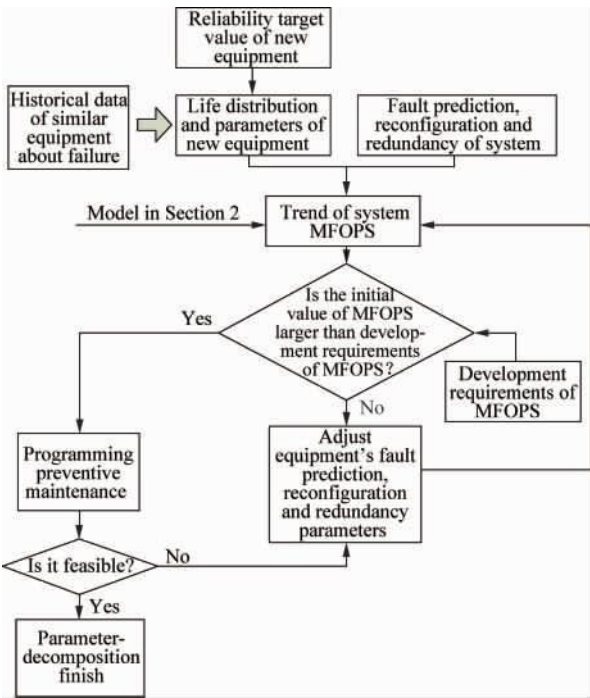 Reliability target
value of new
equipment
Historical data
of similar
equipment
about failure
Life distribution
and parameters of
new equipment
Fault prediction,
reconfiguration and
redundancy of system
Model in Section 2
Trend of system
MFOPS
Is the initial
value of MFOPS
larger than develop-
ment requirements
of MFOPS?
Yes
No
Development
requirements of
MFOPS
Programming
preventive
maintenance
Adjust
equipment's fault
prediction,
reconfiguration
and redundancy
parameters
Is it feasible?
No
Yes
Parameter-
decomposition
finish